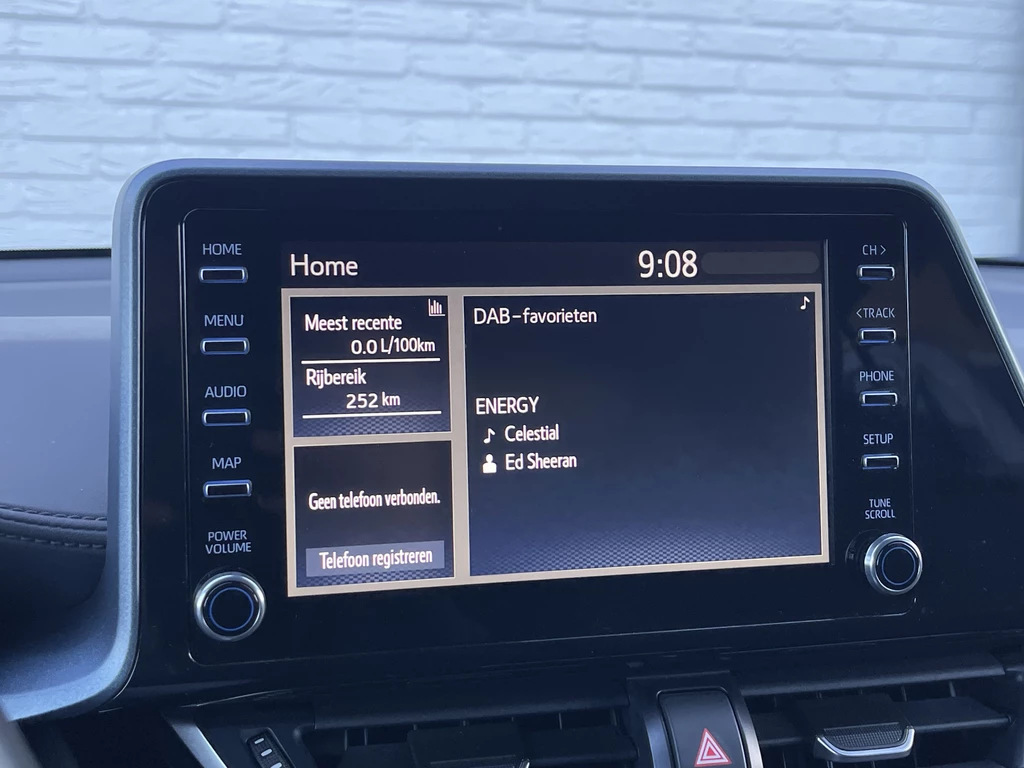 HOME
MENU
AUDIO
MAP
POWER
VOLUME
Home
9:08
Meest recente
0.0 L/100km
Rijbereik
252 km
Geen telefoon verbonden.
Telefoon registreren
DAB-favorieten
ENERGY
Celestial
Ed Sheeran
CH >
< TRACK
PHONE
SETUP
TUNE
SCROLL